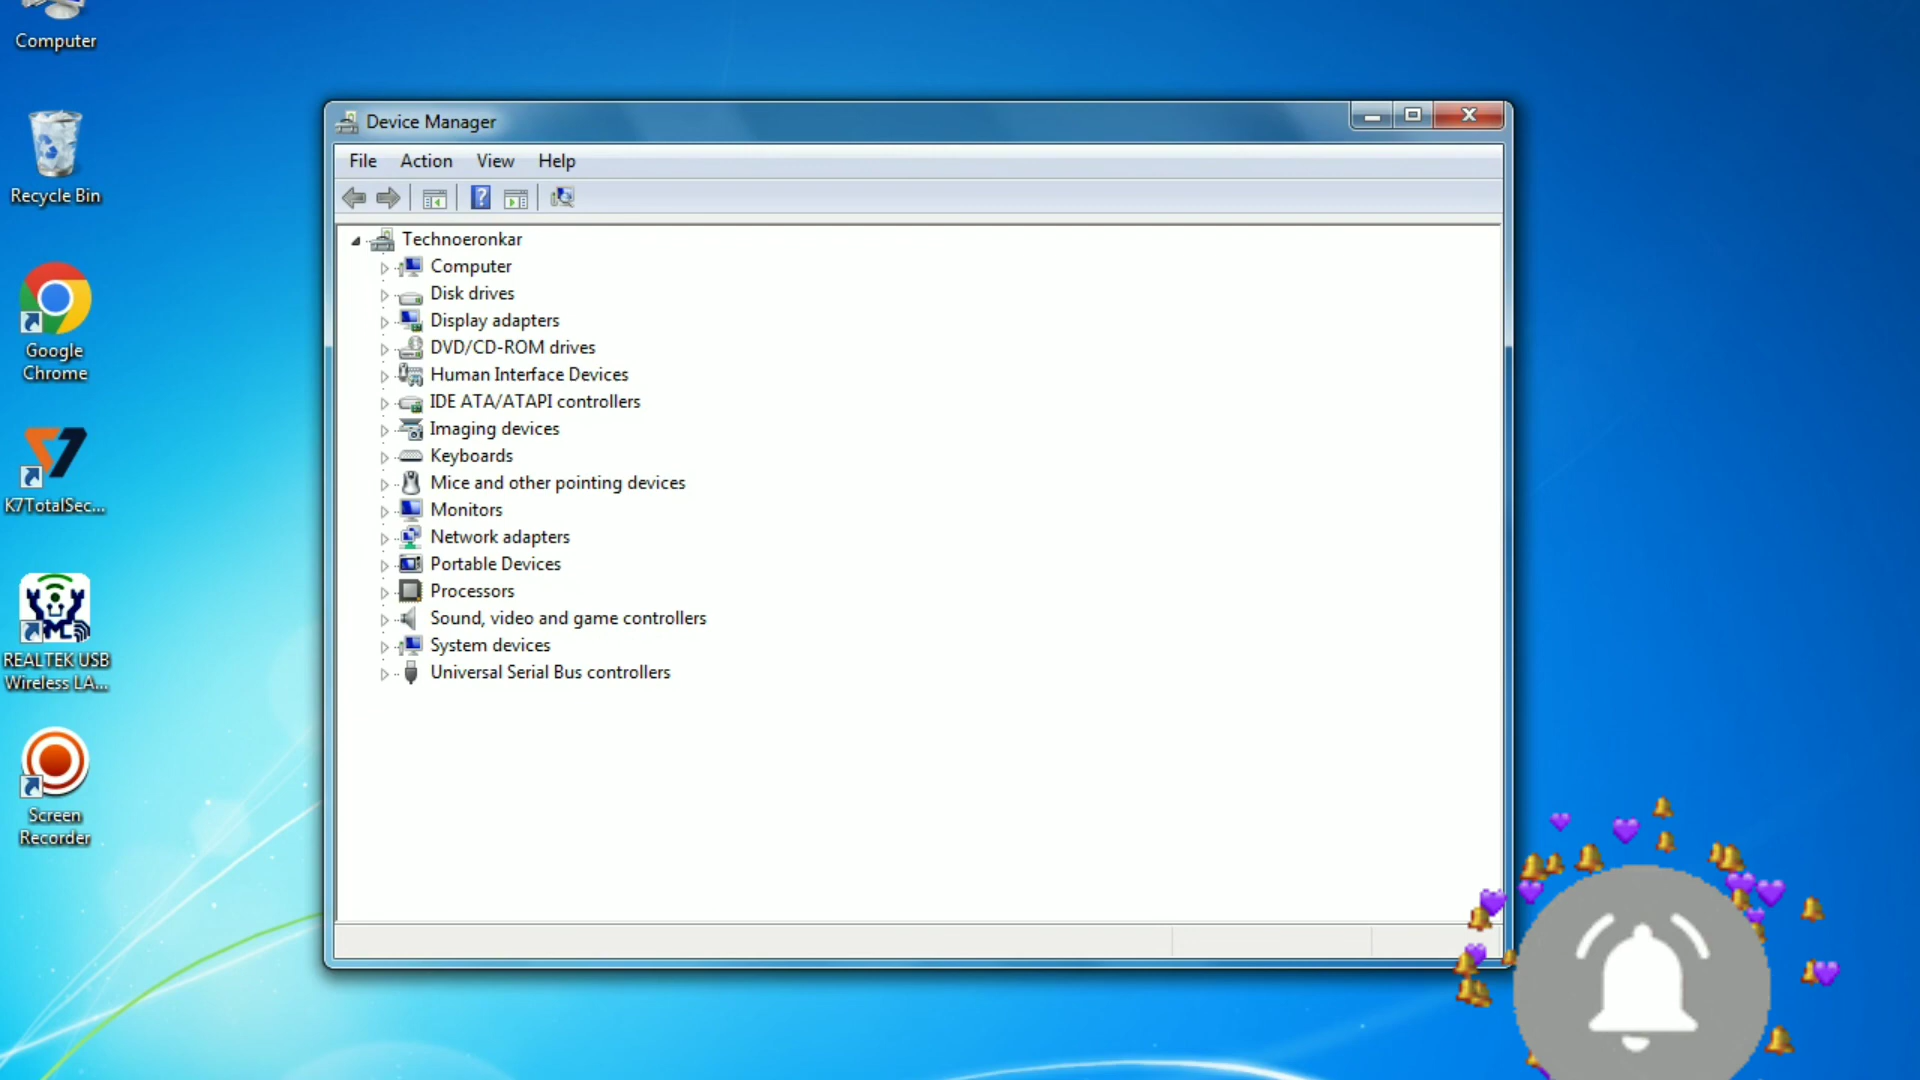 Computer
Recycle Bin
Google
Chrome
K7TotalSec...
REALTEK USB
Wireless LA...
Screen
Recorder
Device Manager
File Action View Help
?
Technoeronkar
Computer
Disk drives
Display adapters
DVD/CD-ROM drives
Human Interface Devices
IDE ATA/ATAPI controllers
Imaging devices
Keyboards
Mice and other pointing devices
Monitors
Network adapters
Portable Devices
Processors
Sound, video and game controllers
System devices
Universal Serial Bus controllers